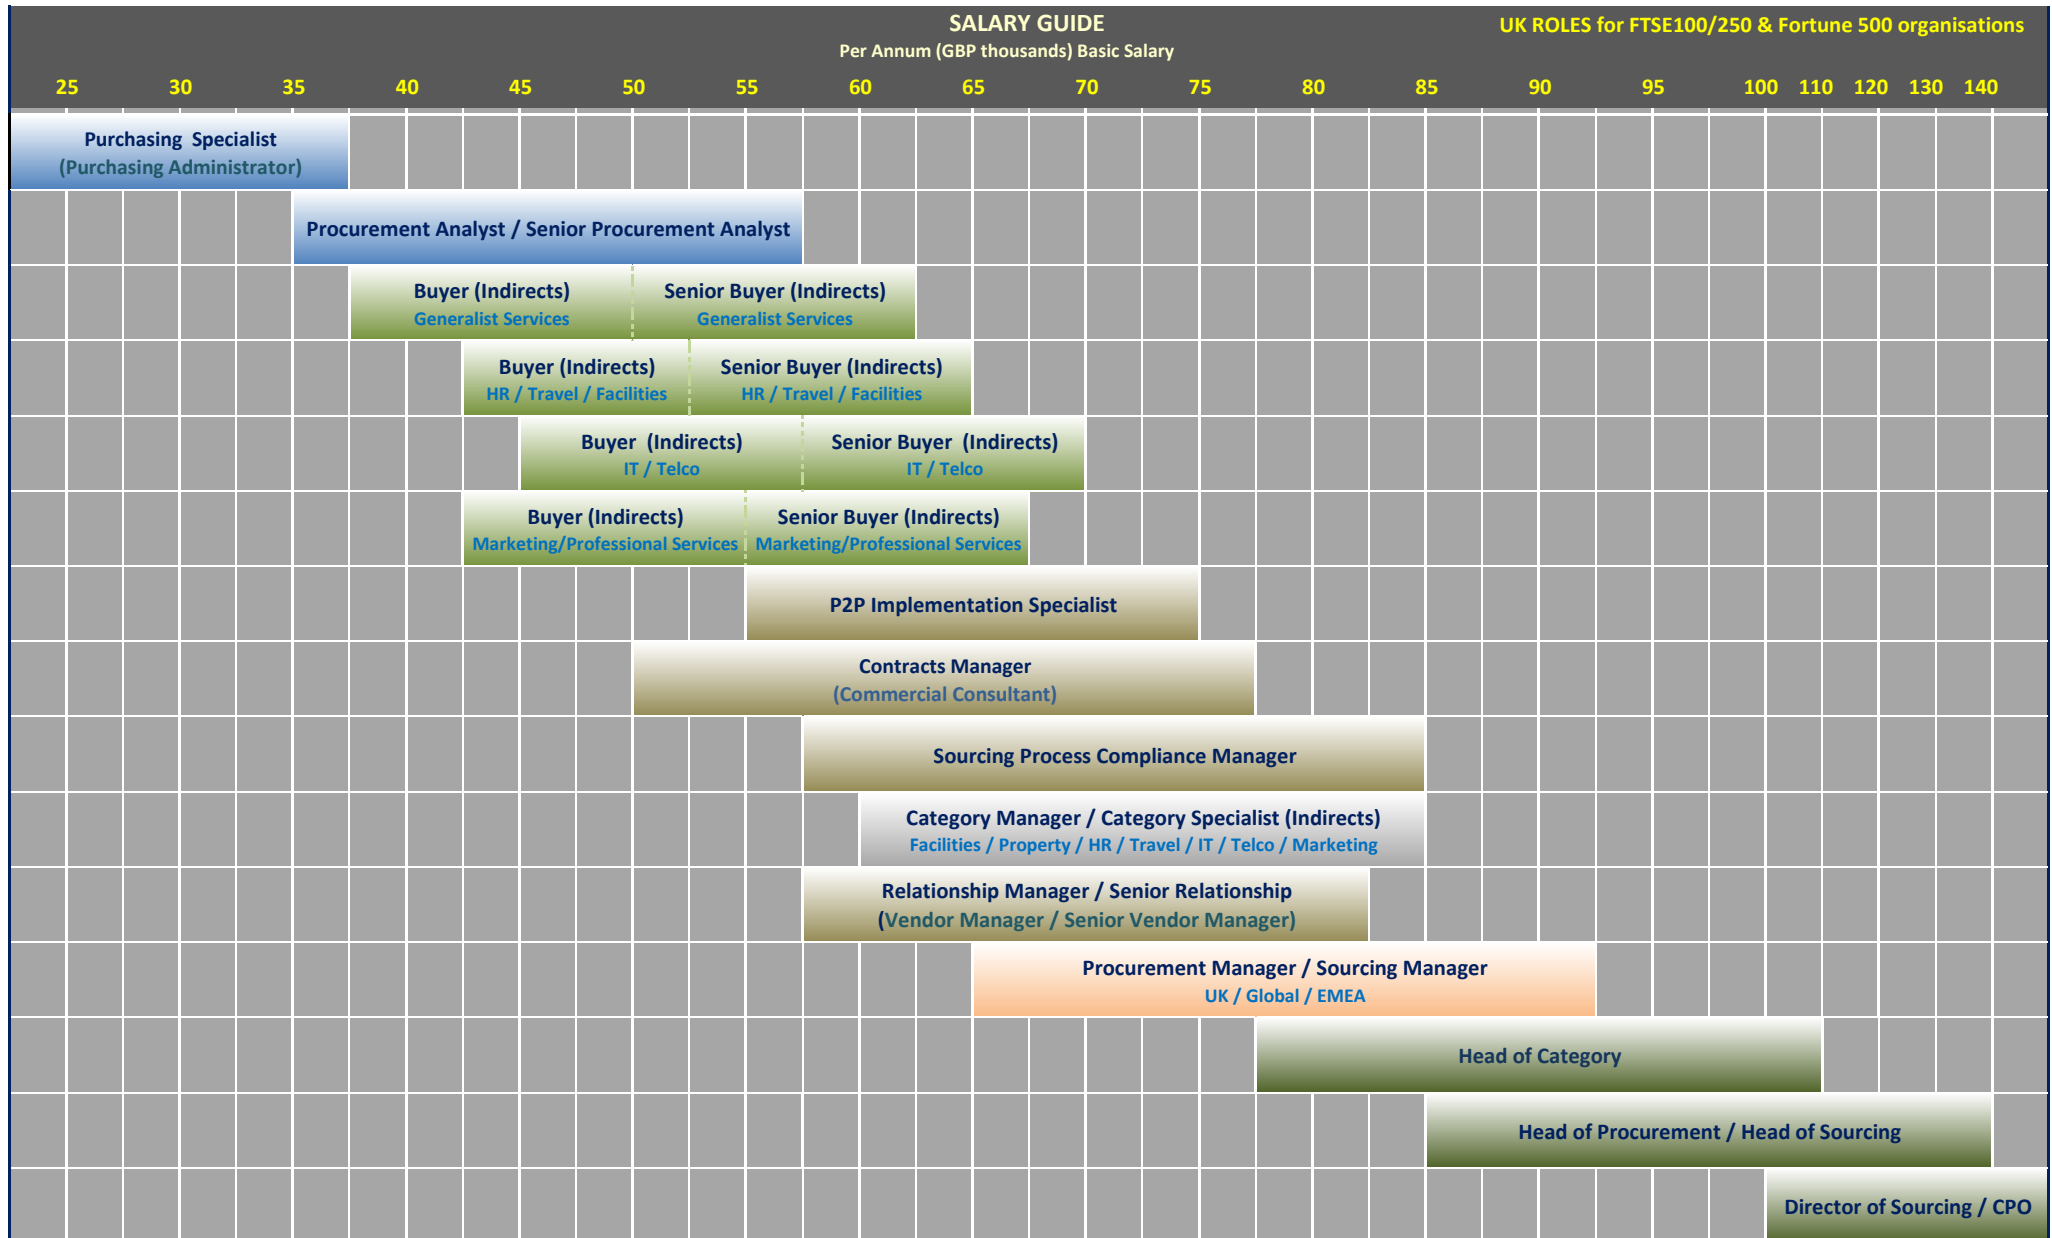 SALARY GUIDE
UK ROLES for FTSE100/250 & Fortune 500 organisations
Per Annum (GBP thousands) Basic Salary
25 30 35 40 45 50 55 60 65 70 75 80 85 90 95 100 110 120 130 140
Purchasing Specialist
(Purchasing Administrator)
Procurement Analyst / Senior Procurement Analyst
Buyer (Indirects)
Generalist Services
Senior Buyer (Indirects)
Generalist Services
Buyer (Indirects)
HR / Travel / Facilities
Senior Buyer (Indirects)
HR / Travel / Facilities
Buyer (Indirects)
IT / Telco
Senior Buyer (Indirects)
IT / Telco
Buyer (Indirects)
Marketing/Professional Services
Senior Buyer (Indirects)
Marketing/Professional Services
P2P Implementation Specialist
Contracts Manager
(Commercial Consultant)
Sourcing Process Compliance Manager
Category Manager / Category Specialist (Indirects)
Facilities / Property / HR / Travel / IT / Telco / Marketing
Relationship Manager / Senior Relationship
(Vendor Manager / Senior Vendor Manager)
Procurement Manager / Sourcing Manager
UK / Global / EMEA
Head of Category
Head of Procurement / Head of Sourcing
Director of Sourcing / CPO